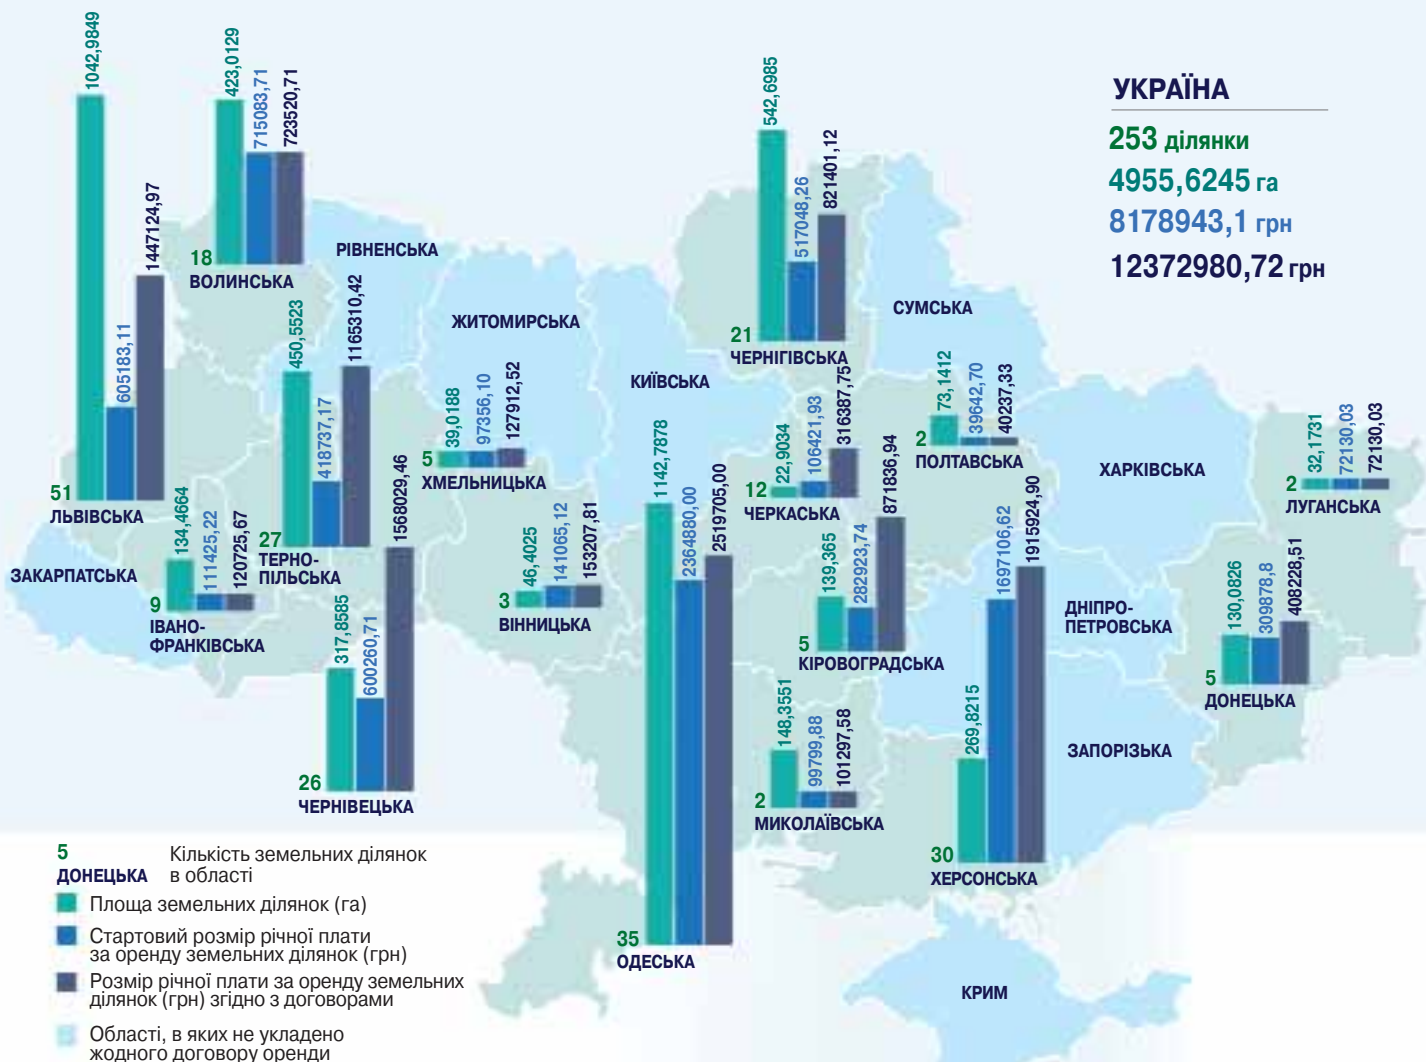 УКРАЇНА
253 ділянки
4955,6245 га
8178943,1 грн
12372980,72 грн
1042,9849
605183,11
1447124,97
51
ЛЬВІВСЬКА
423,0129
715083,71
723520,71
18
ВОЛИНСЬКА
РІВНЕНСЬКА
450,5523
418737,17
1165310,42
27
ТЕРНО-
ПІЛЬСЬКА
ЖИТОМИРСЬКА
39,0188
97356,10
127912,52
5
ХМЕЛЬНИЦЬКА
КИЇВСЬКА
542,6985
517048,26
821401,12
21
ЧЕРНІГІВСЬКА
СУМСЬКА
73,1412
39642,70
40237,33
2
ПОЛТАВСЬКА
22,9034
106421,93
316387,75
12
ЧЕРКАСЬКА
ХАРКІВСЬКА
32,1731
72130,03
72130,03
2
ЛУГАНСЬКА
ЗАКАРПАТСЬКА
134,4664
111425,22
120725,67
9
ІВАНО-
ФРАНКІВСЬКА
317,8585
600260,71
1568029,46
26
ЧЕРНІВЕЦЬКА
46,4025
141065,12
153207,81
3
ВІННИЦЬКА
1142,7878
2364880,00
2519705,00
35
ОДЕСЬКА
139,365
282923,74
871836,94
5
КІРОВОГРАДСЬКА
148,3551
99799,88
101297,58
2
МИКОЛАЇВСЬКА
269,8215
1697106,62
1915924,90
30
ХЕРСОНСЬКА
ДНІПРО-
ПЕТРОВСЬКА
ЗАПОРІЗЬКА
130,0826
309878,8
408228,51
5
ДОНЕЦЬКА
КРИМ
5
ДОНЕЦЬКА
Кількість земельних ділянок
в області
Площа земельних ділянок (га)
Стартовий розмір річної плати
за оренду земельних ділянок (грн)
Розмір річної плати за оренду земельних
ділянок (грн) згідно з договорами
Області, в яких не укладено
жодного договору оренди